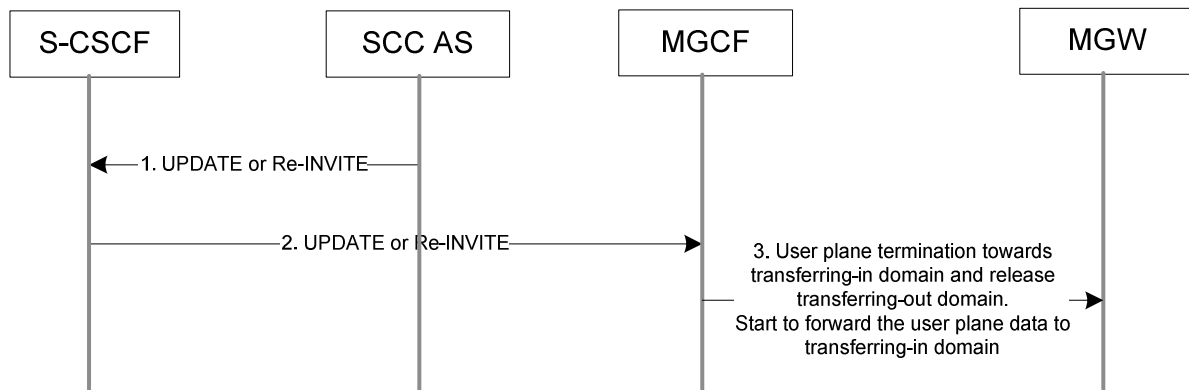 S-CSCF
SCC AS
MGCF
MGW
1. UPDATE or Re-INVITE
2. UPDATE or Re-INVITE
3. User plane termination towards
transferring-in domain and release
transferring-out domain.
Start to forward the user plane data to
transferring-in domain